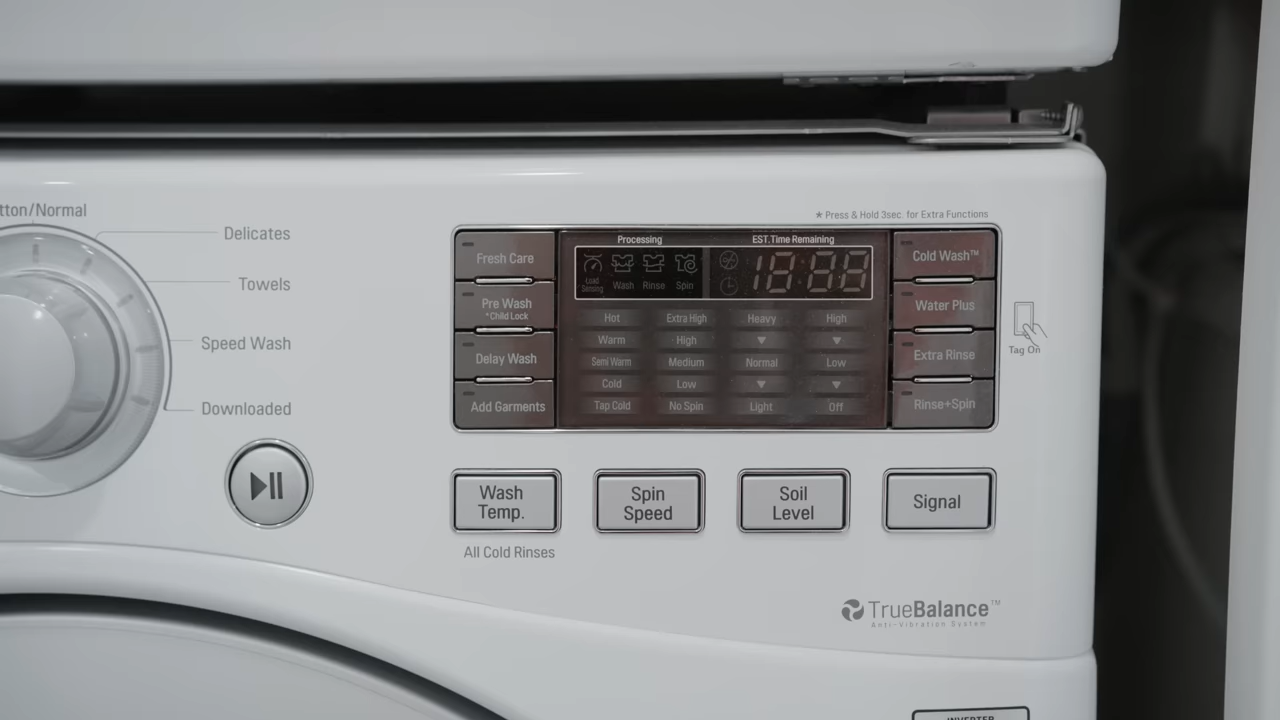 tton/Normal
Delicates
Towels
Speed Wash
Downloaded
* Press & Hold 3sec. for Extra Functions
Fresh Care
Pre Wash
*Child Lock
Delay Wash
Add Garments
Processing
EST.Time Remaining
Load
Sensing
Wash
Rinse
Spin
18:88
Hot
Extra High
Heavy
High
Warm
High
Semi Warm
Medium
Normal
Low
Cold
Low
Tap Cold
No Spin
Light
Off
Cold Wash™
Water Plus
Extra Rinse
Rinse+Spin
Tag On
Wash
Temp.
Spin
Speed
Soil
Level
Signal
All Cold Rinses
TrueBalance™
Anti-Vibration System
INVERTER